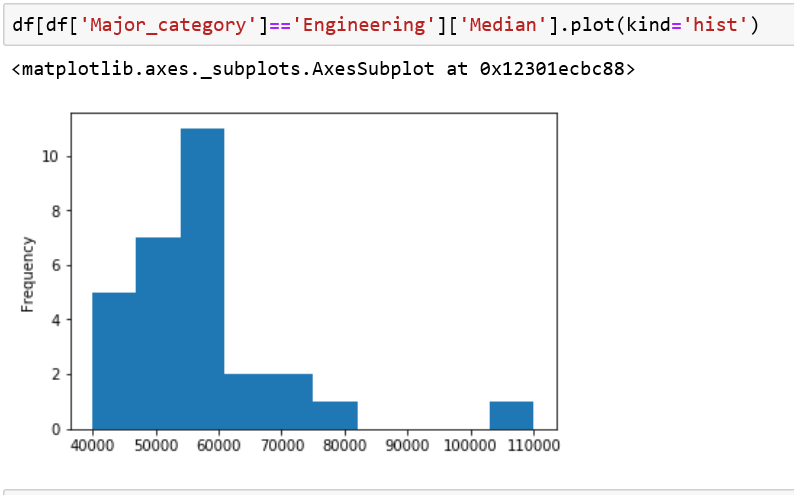 df[df['Major_category']=='Engineering']['Median'].plot(kind='hist')
<matplotlib.axes._subplots.AxesSubplot at 0x12301ecbc88>
10
8
6
4
2
0
Frequency
40000 50000 60000 70000 80000 90000 100000 110000